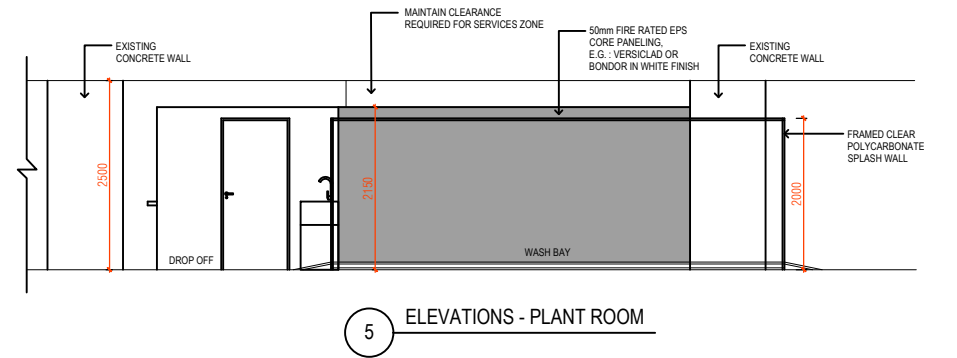 MAINTAIN CLEARANCE
REQUIRED FOR SERVICES ZONE
50mm FIRE RATED EPS
CORE PANELING,
E.G. : VERSICLAD OR
BONDOR IN WHITE FINISH
EXISTING
CONCRETE WALL
EXISTING
CONCRETE WALL
FRAMED CLEAR
POLYCARBONATE
SPLASH WALL
2500
2150
2000
DROP OFF
WASH BAY
5
ELEVATIONS - PLANT ROOM